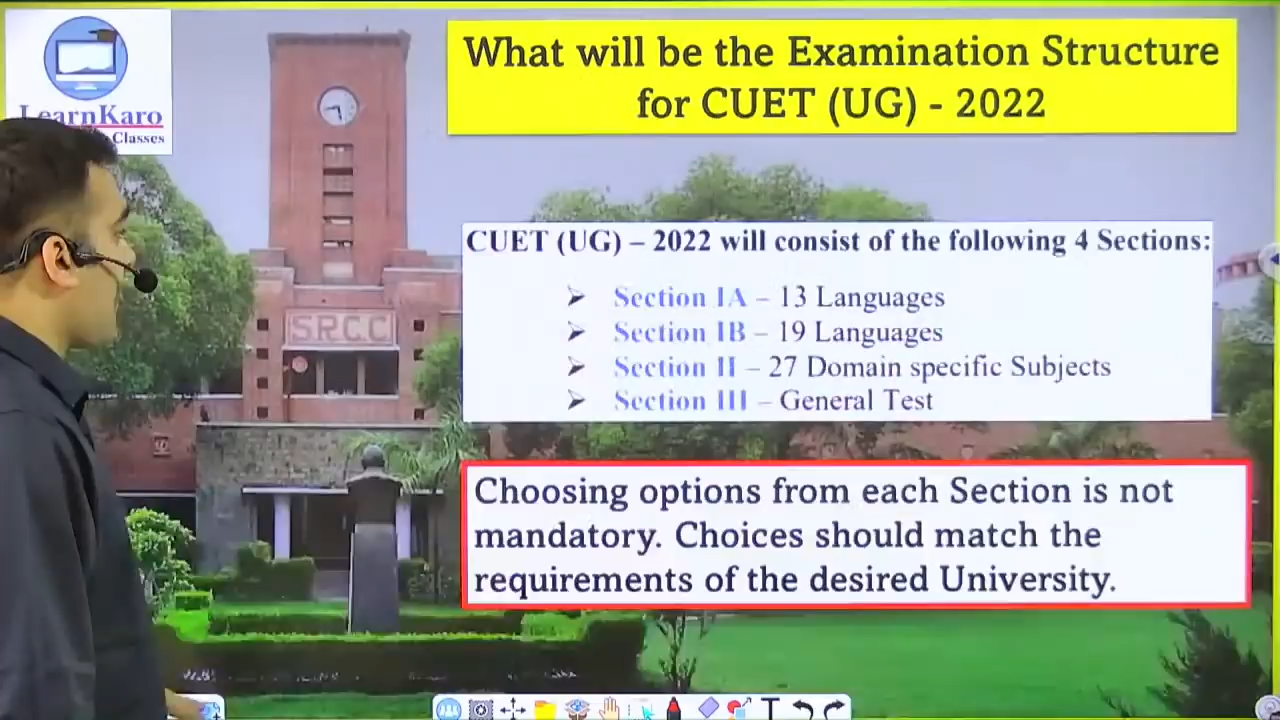 LearnKaro
Classes
What will be the Examination Structure
for CUET (UG) - 2022
SRCC
CUET (UG) – 2022 will consist of the following 4 Sections:
➢ Section IA – 13 Languages
➢ Section IB – 19 Languages
➢ Section II – 27 Domain specific Subjects
➢ Section III – General Test
Choosing options from each Section is not
mandatory. Choices should match the
requirements of the desired University.
T